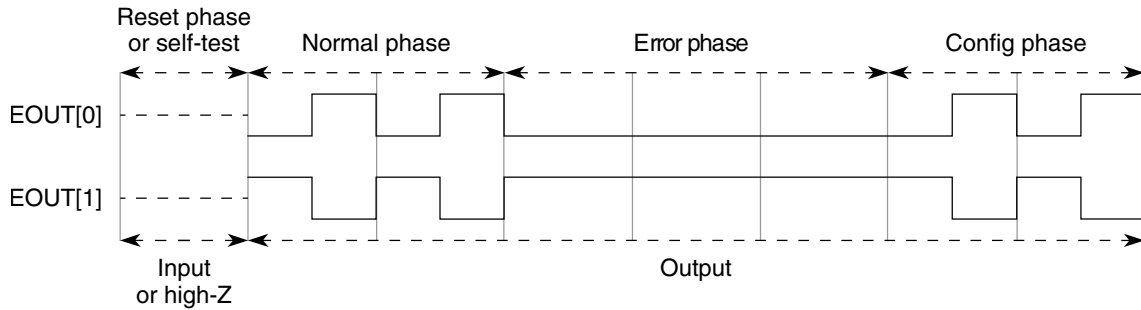 Reset phase
or self-test
Normal phase
Error phase
Config phase
EOUT[0]
EOUT[1]
Input
or high-Z
Output